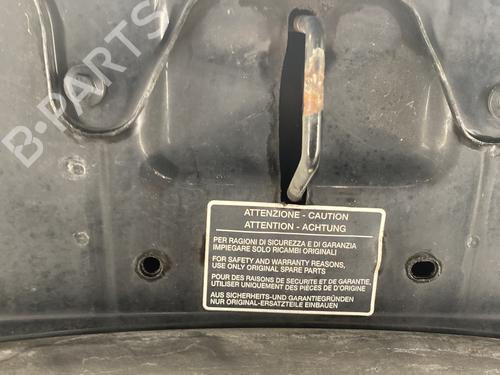 B-PARTS
ATTENZIONE - CAUTION
ATTENTION - ACHTUNG
PER RAGIONI DI SICUREZZA E DI GARANZIA
IMPIEGARE SOLO RICAMBI ORIGINALI
FOR SAFETY AND WARRANTY REASONS,
USE ONLY ORIGINAL SPARE PARTS
POUR DES RAISONS DE SECURITE ET DE GARANTIE,
UTILISER UNIQUEMENT DES PIECES DE D'ORIGINE
AUS SICHERHEITS-UND GARANTIEGRÜNDEN
NUR ORIGINAL-ERSATZTEILE EINBAUEN